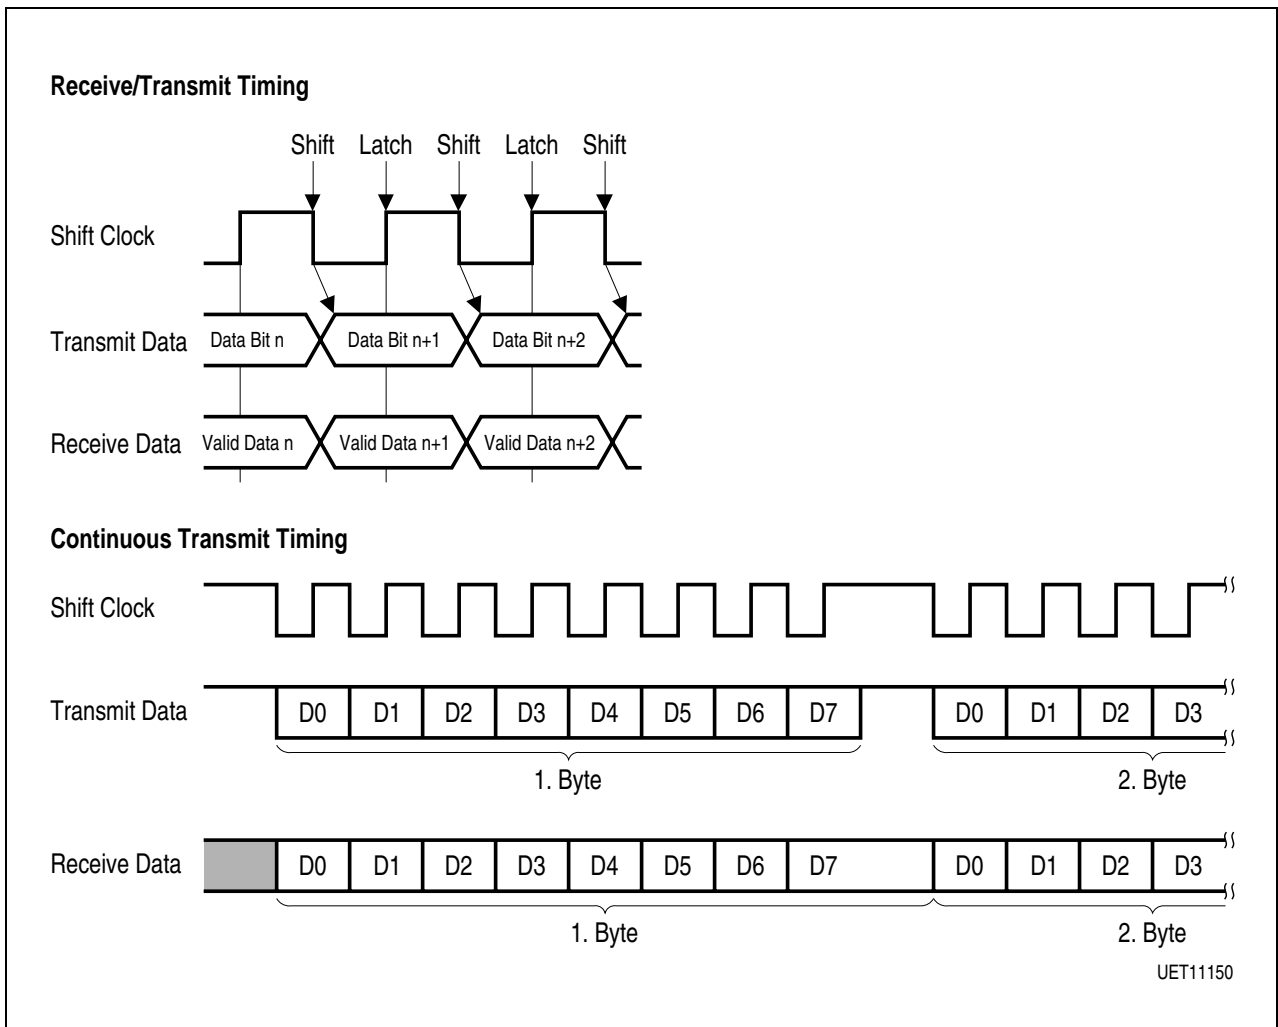 Receive/Transmit Timing
Shift Latch Shift Latch Shift
Shift Clock
Transmit Data Data Bit n Data Bit n+1 Data Bit n+2
Receive Data Valid Data n Valid Data n+1 Valid Data n+2
Continuous Transmit Timing
Shift Clock
Transmit Data D0 D1 D2 D3 D4 D5 D6 D7 D0 D1 D2 D3
1. Byte 2. Byte
Receive Data D0 D1 D2 D3 D4 D5 D6 D7 D0 D1 D2 D3
1. Byte 2. Byte
UET11150